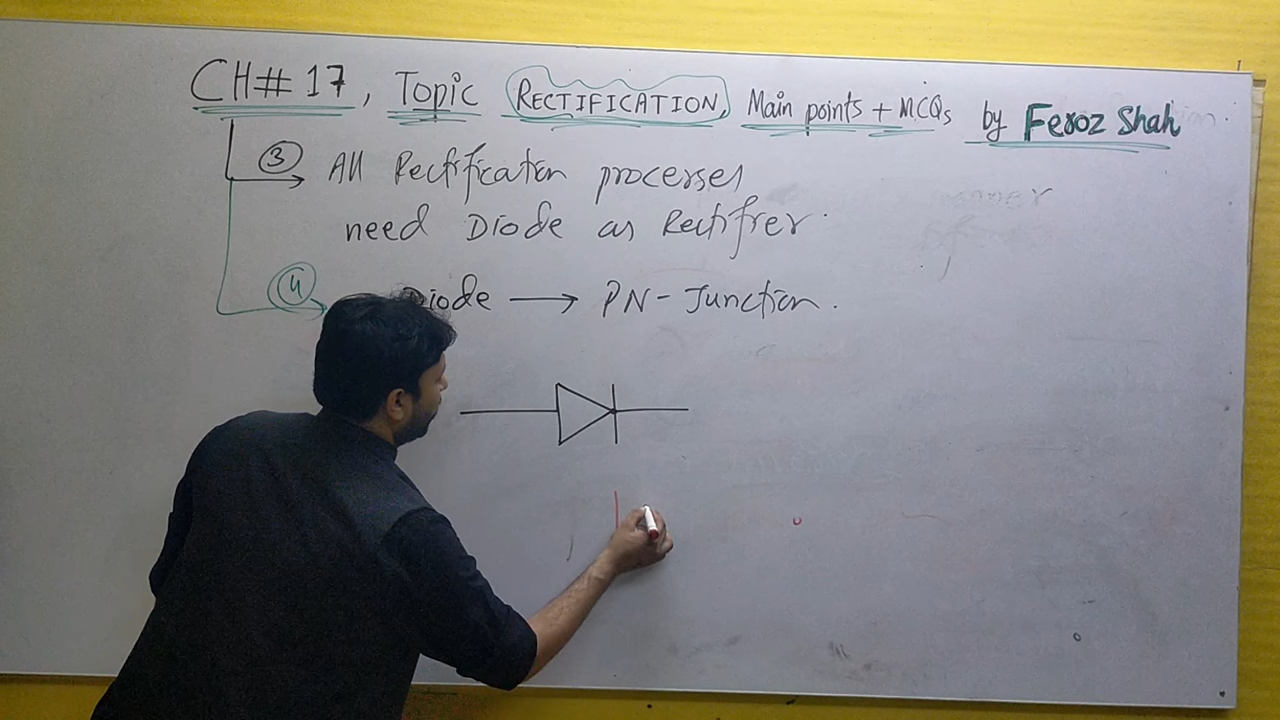 CH# 17, Topic RECTIFICATION, Main points + MCQs by Feroz Shah
③ All Rectification processes
need Diode as Rectifier.
④ Diode → PN-Junction.